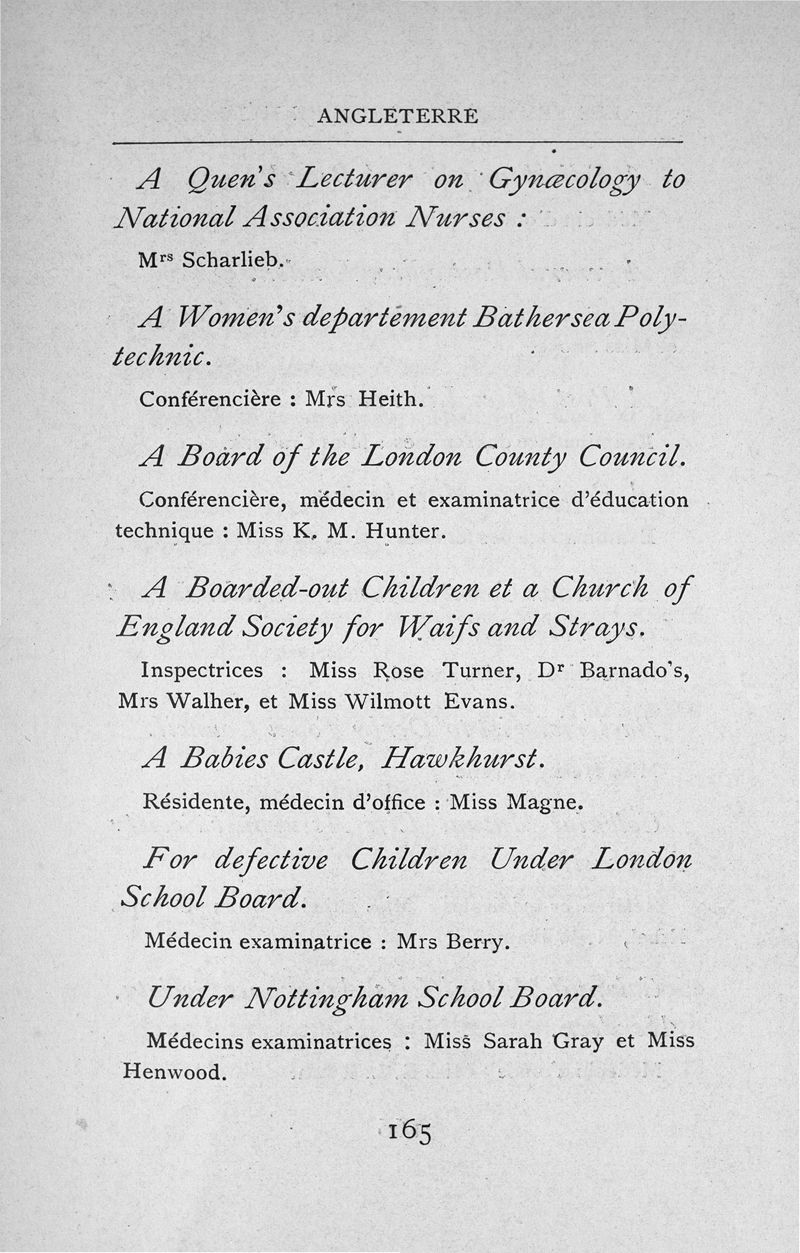 ANGLETERRE
A Quen's Lecturer on Gynæcology to
National Association Nurses :
Mrs Scharlieb.
A Women's département Bathersea Poly-
technic.
Conférencière : Mrs Heith.
A Board of the London County Council.
Conférencière, médecin et examinatrice d'éducation
technique : Miss K. M. Hunter.
A Boarded-out Children et a Church of
England Society for Waifs and Strays.
Inspectrices : Miss Rose Turner, Dr Barnado's,
Mrs Walher, et Miss Wilmott Evans.
A Babies Castle, Hawkhurst.
Résidente, médecin d'office : Miss Magne.
For defective Children Under London
School Board.
Médecin examinatrice : Mrs Berry.
Under Nottingham School Board.
Médecins examinatrices : Miss Sarah Gray et Miss
Henwood.
165